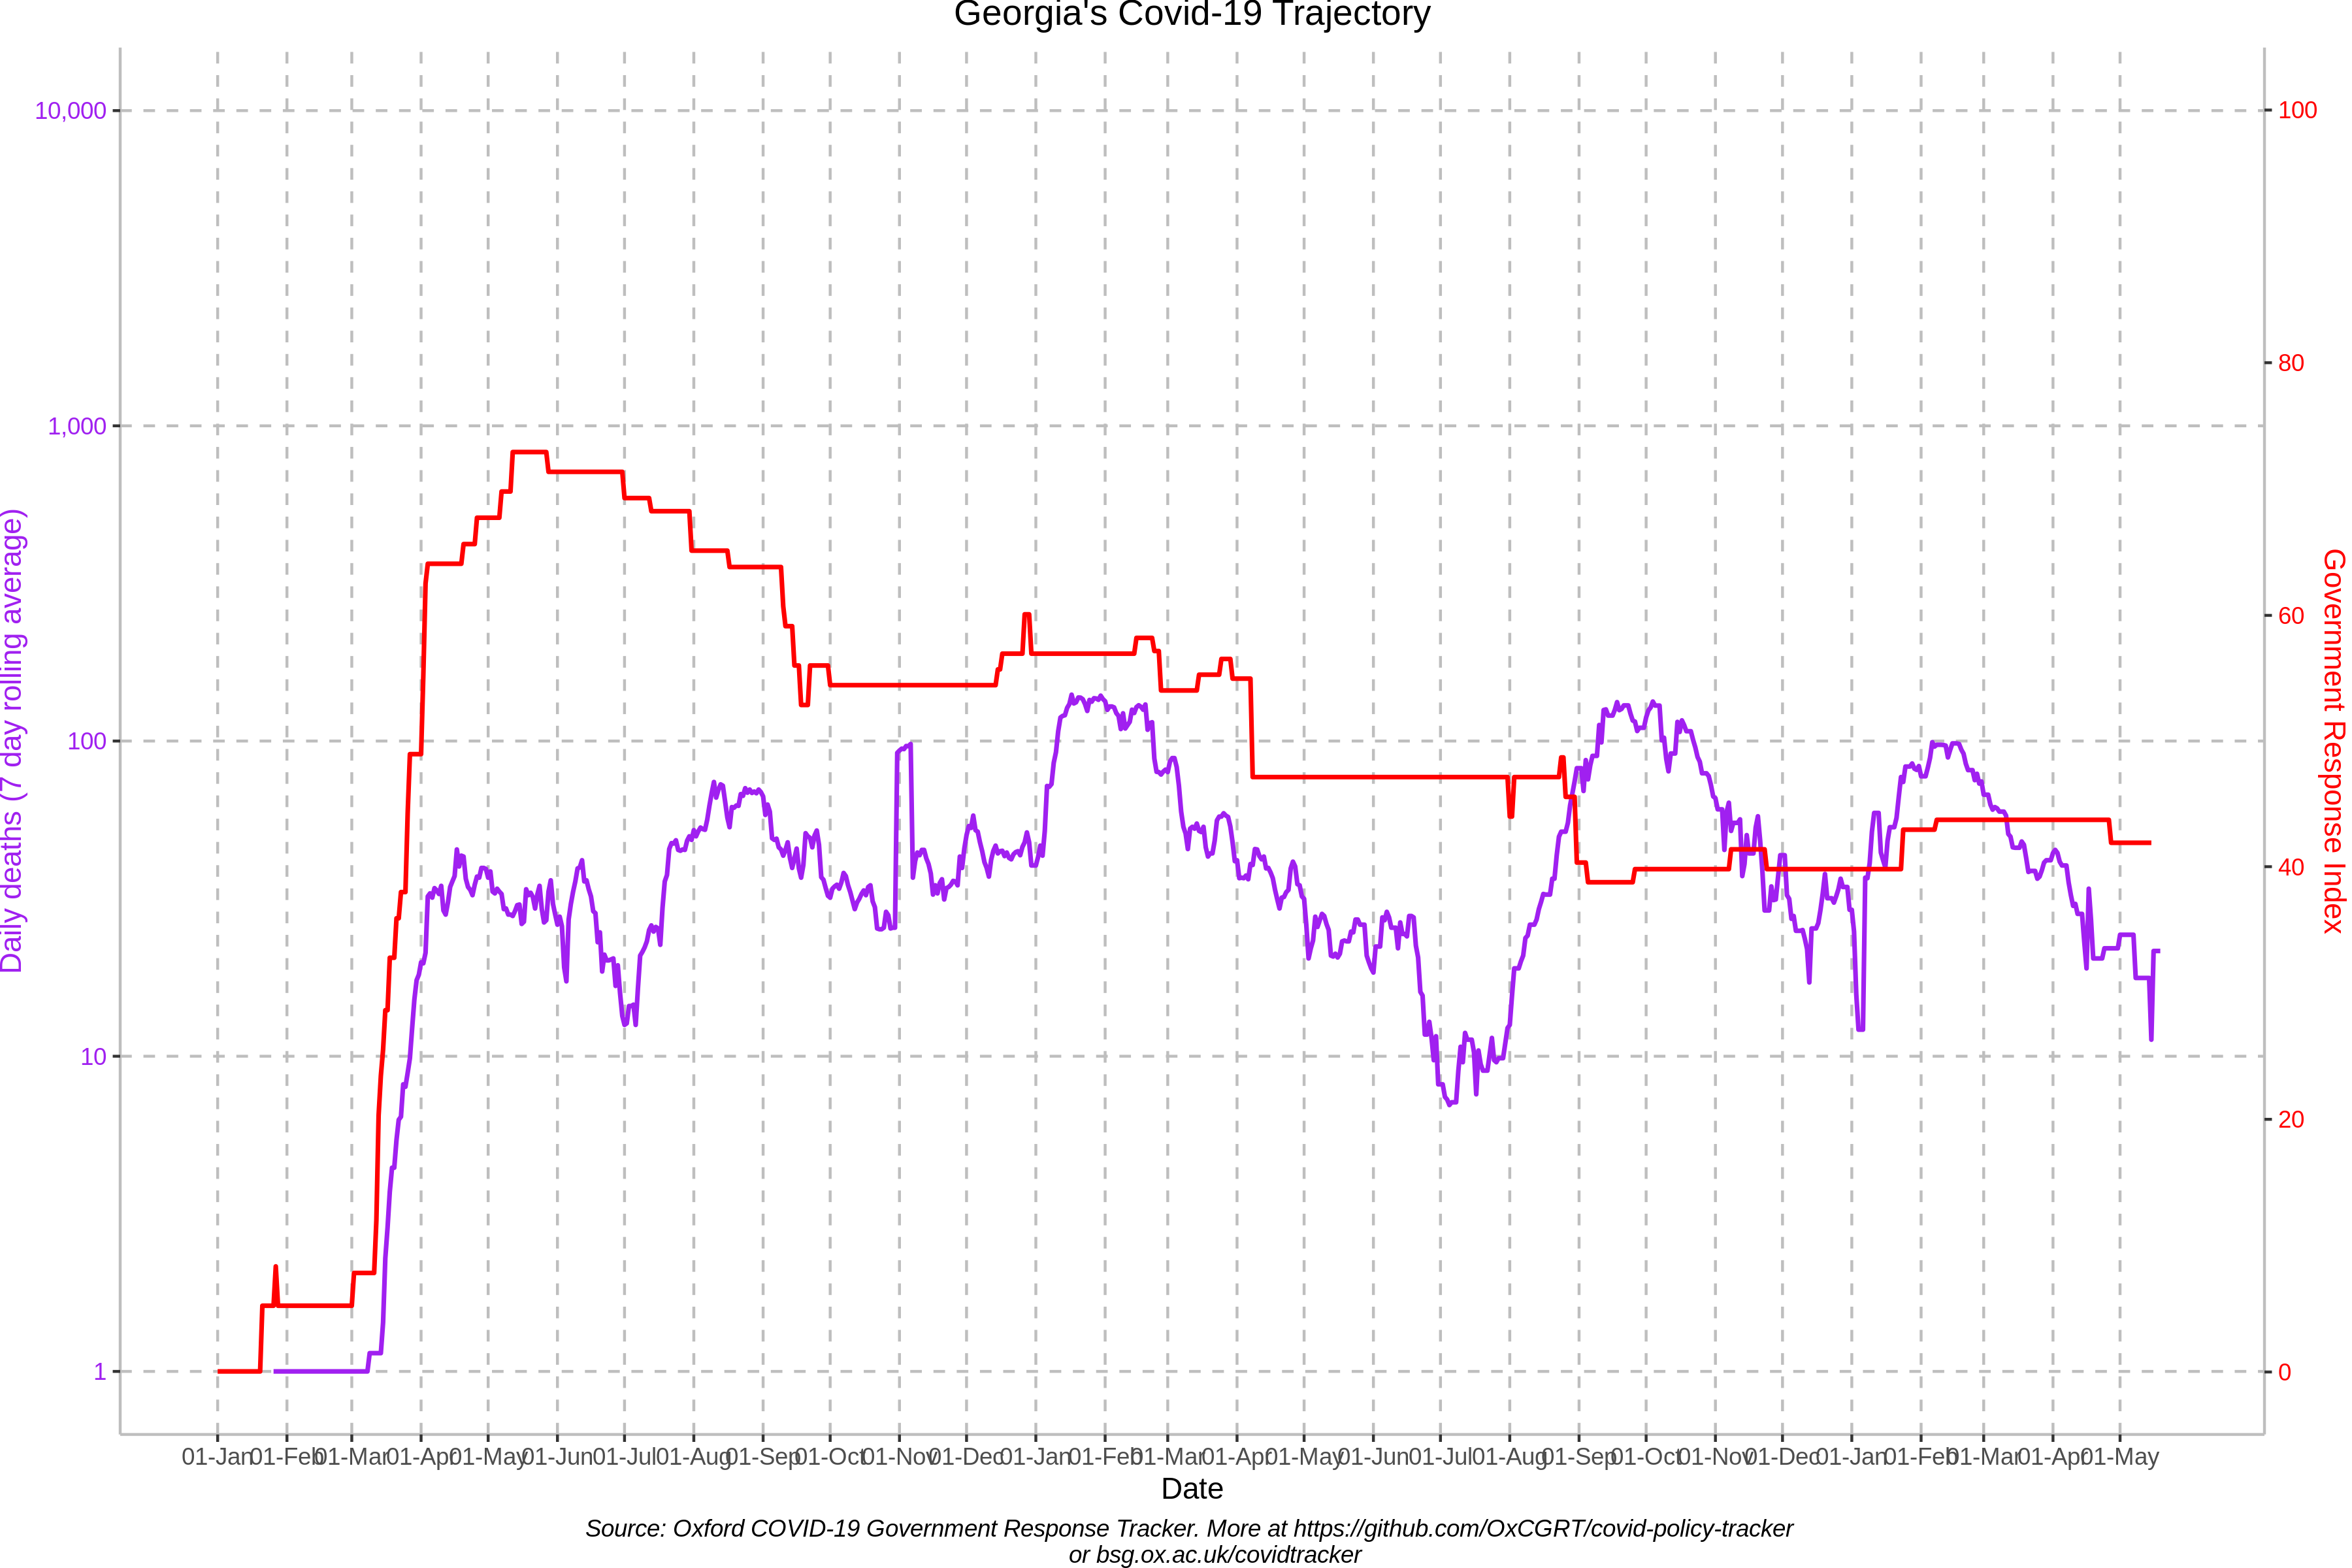 Georgia's Covid-19 Trajectory
10,000
1,000
100
10
1
Daily deaths (7 day rolling average)
100
80
60
40
20
0
Government Response Index
01-Jan 01-Feb 01-Mar 01-Apr 01-May 01-Jun 01-Jul 01-Aug 01-Sep 01-Oct 01-Nov 01-Dec 01-Jan 01-Feb 01-Mar 01-Apr 01-May 01-Jun 01-Jul 01-Aug 01-Sep 01-Oct 01-Nov 01-Dec 01-Jan 01-Feb 01-Mar 01-Apr 01-May
Date
Source: Oxford COVID-19 Government Response Tracker. More at https://github.com/OxCGRT/covid-policy-tracker
or bsg.ox.ac.uk/covidtracker